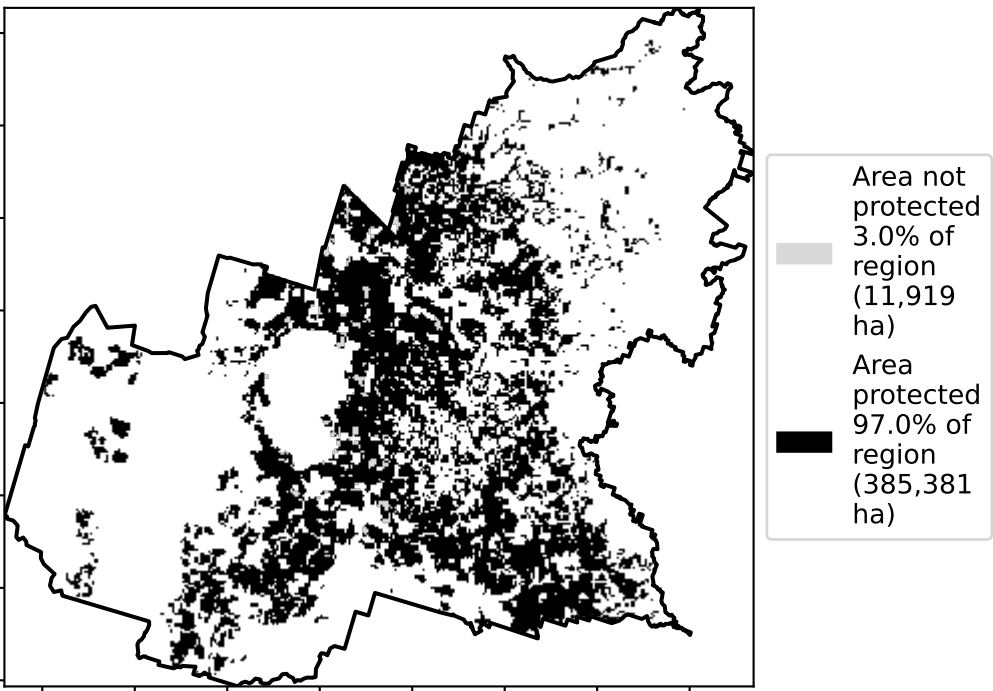 Area not
protected
3.0% of
region
(11,919
ha)
Area
protected
97.0% of
region
(385,381
ha)